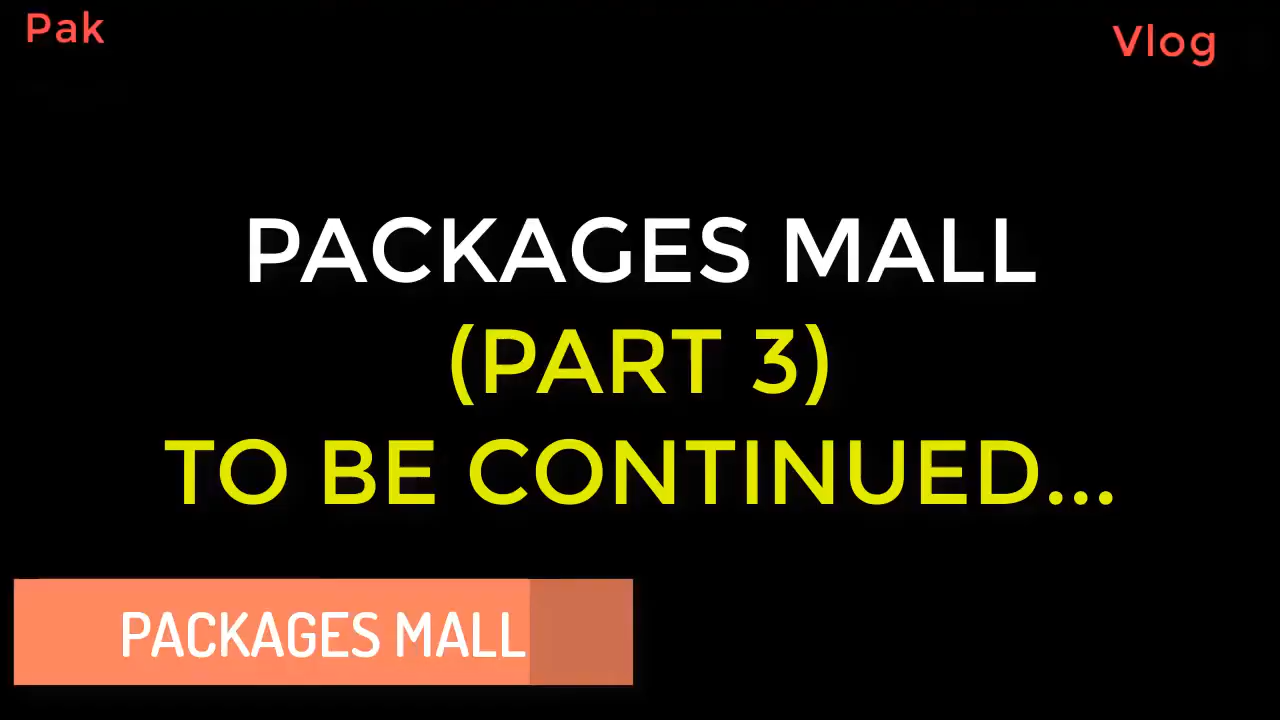 Pak
Vlog
PACKAGES MALL
(PART 3)
TO BE CONTINUED...
PACKAGES MALL